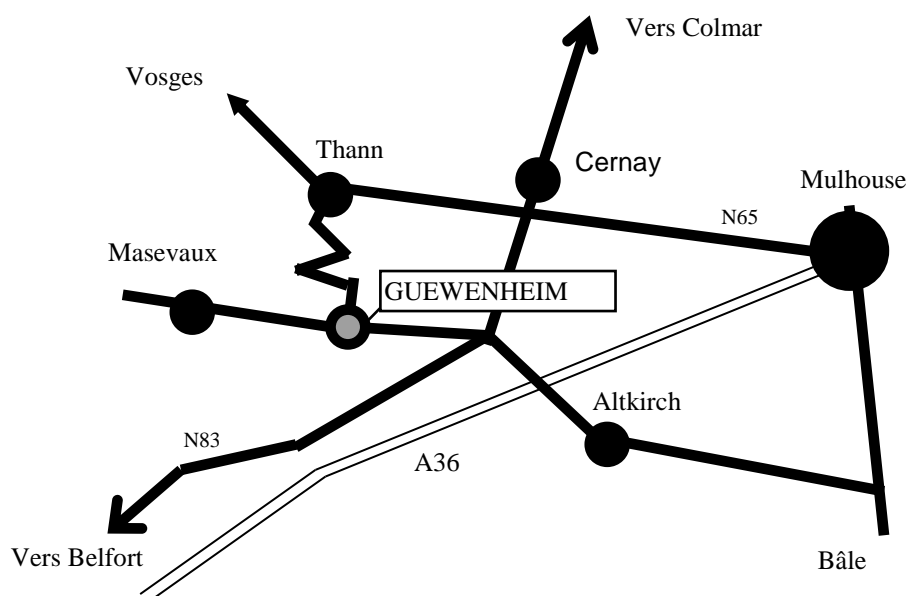 Vers Colmar
Vosges
Thann
Cernay
Mulhouse
N65
Masevaux
GUEWENHEIM
Altkirch
N83
A36
Vers Belfort
Bâle